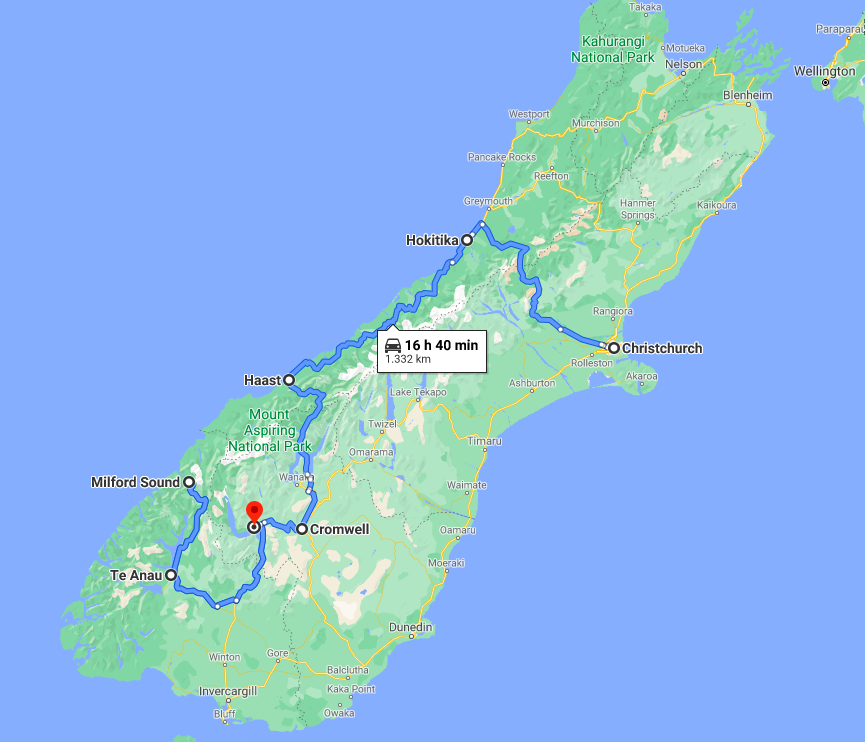 Takaka
Paraparau
Kahurangi
National Park
Motueka
Nelson
Wellington
Blenheim
Westport
Murchison
Pancake Rocks
Reefton
Greymouth
Hanmer
Springs
Kaikoura
Hokitika
Rangiora
16 h 40 min
1.332 km
Christchurch
Rolleston
Akaroa
Haast
Ashburton
Lake Tekapo
Mount
Aspiring
National Park
Twizel
Timaru
Omarama
Milford Sound
Wanaka
Waimate
Cromwell
Oamaru
Moeraki
Te Anau
Dunedin
Winton
Gore
Balclutha
Invercargill
Kaka Point
Bluff
Owaka